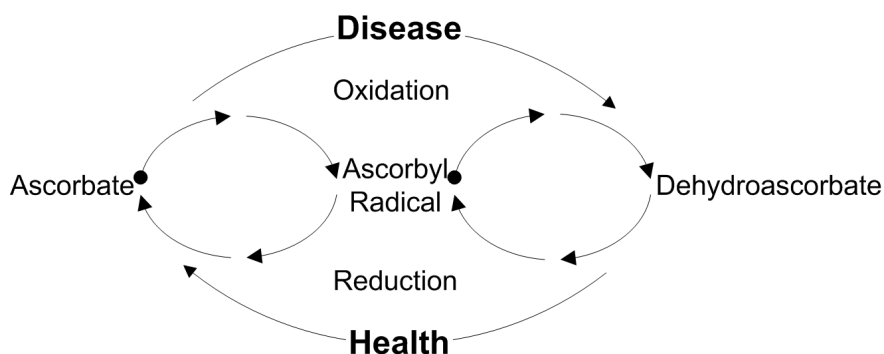 Disease
Oxidation
Ascorbate
Ascorbyl
Radical
Dehydroascorbate
Reduction
Health